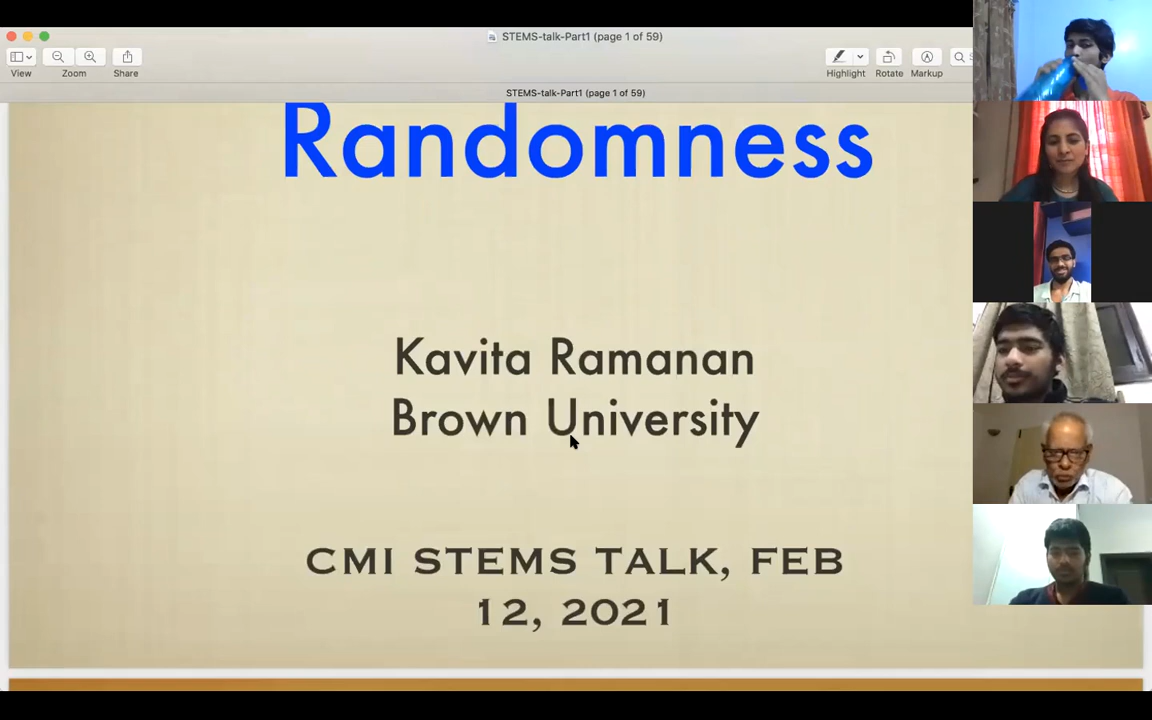 STEMS-talk-Part1 (page 1 of 59)
View
Zoom
Share
Highlight
Rotate
Markup
S
STEMS-talk-Part1 (page 1 of 59)
Randomness
Kavita Ramanan
Brown University
CMI STEMS TALK, FEB
12, 2021